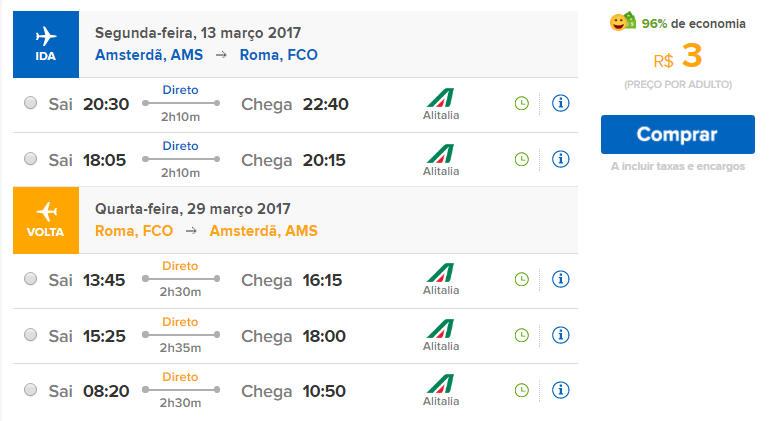 IDA
Segunda-feira, 13 março 2017
Amsterdã, AMS → Roma, FCO
Direto
Sai 20:30 Chega 22:40
2h10m
Alitalia
Direto
Sai 18:05 Chega 20:15
2h10m
Alitalia
VOLTA
Quarta-feira, 29 março 2017
Roma, FCO → Amsterdã, AMS
Direto
Sai 13:45 Chega 16:15
2h30m
Alitalia
Direto
Sai 15:25 Chega 18:00
2h35m
Alitalia
Direto
Sai 08:20 Chega 10:50
2h30m
Alitalia
96% de economia
R$ 3
(PREÇO POR ADULTO)
Comprar
A incluir taxas e encargos